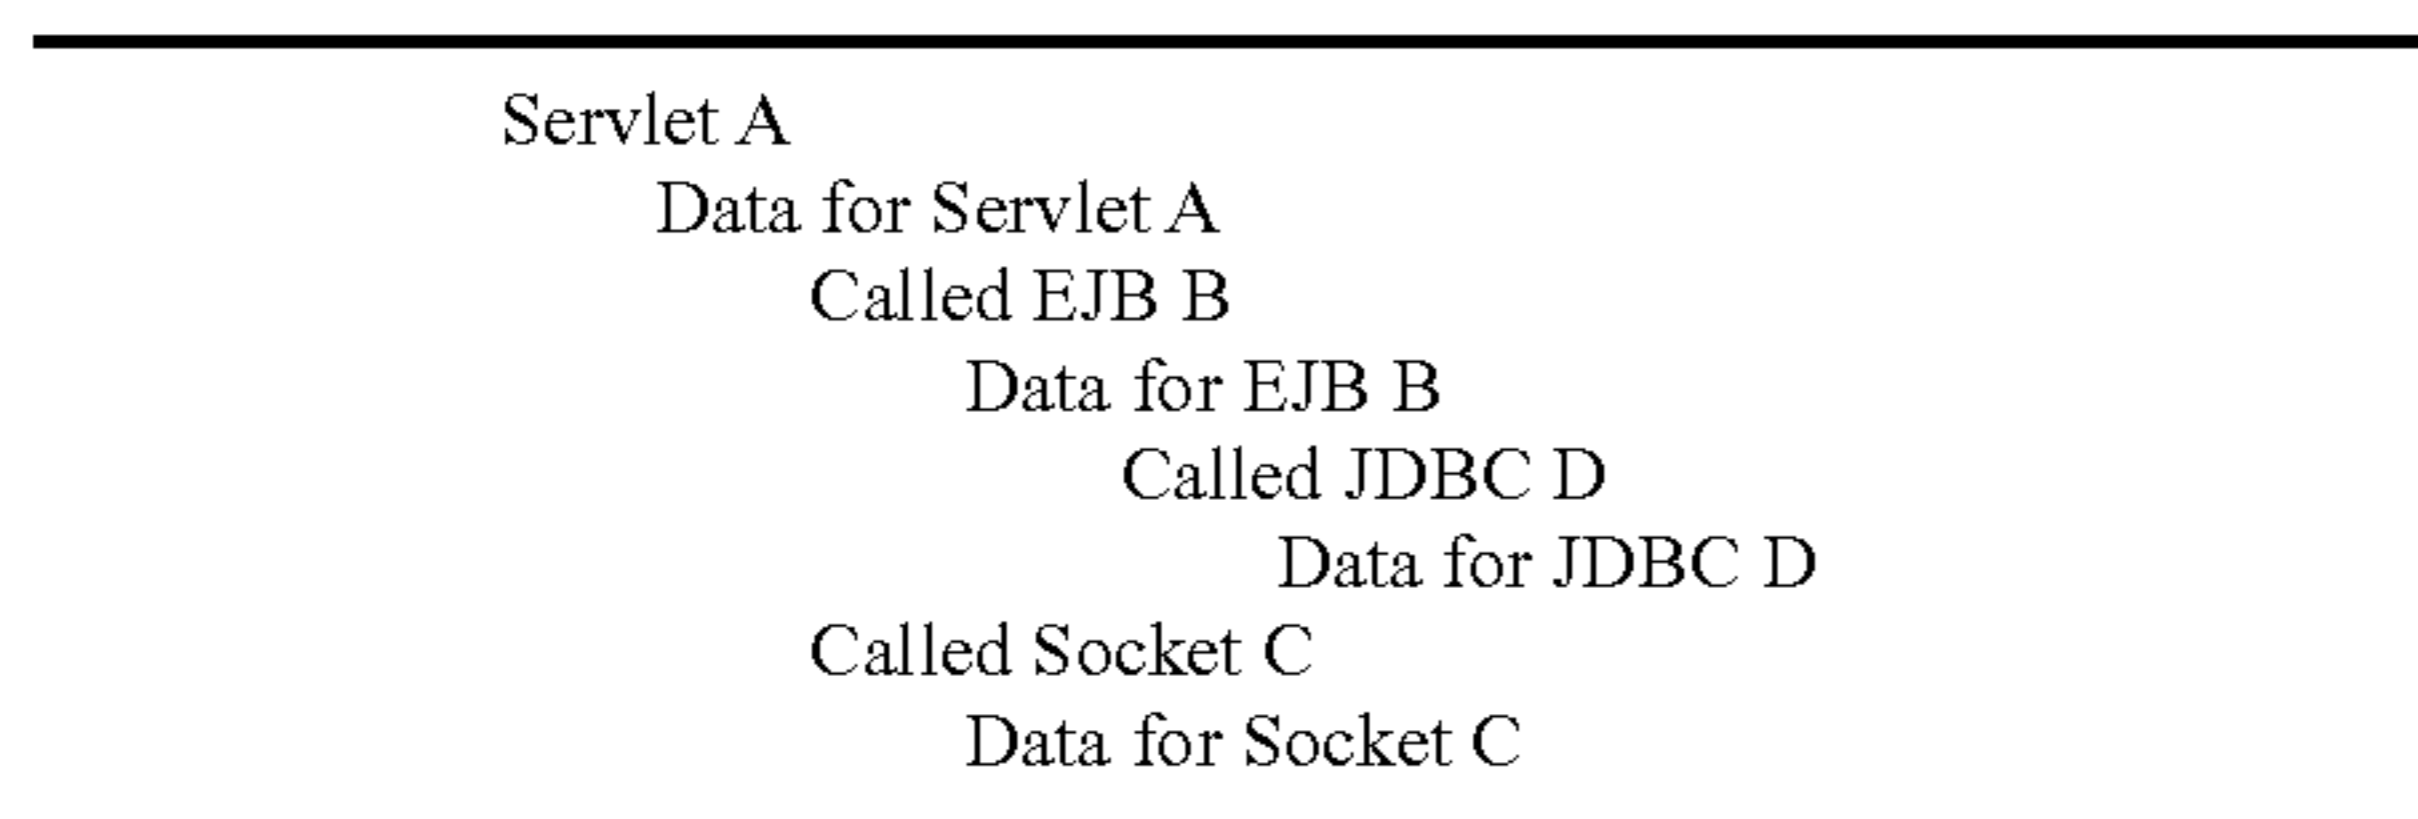 Servlet A
Data for Servlet A
Called EJB B
Data for EJB B
Called JDBC D
Data for JDBC D
Called Socket C
Data for Socket C